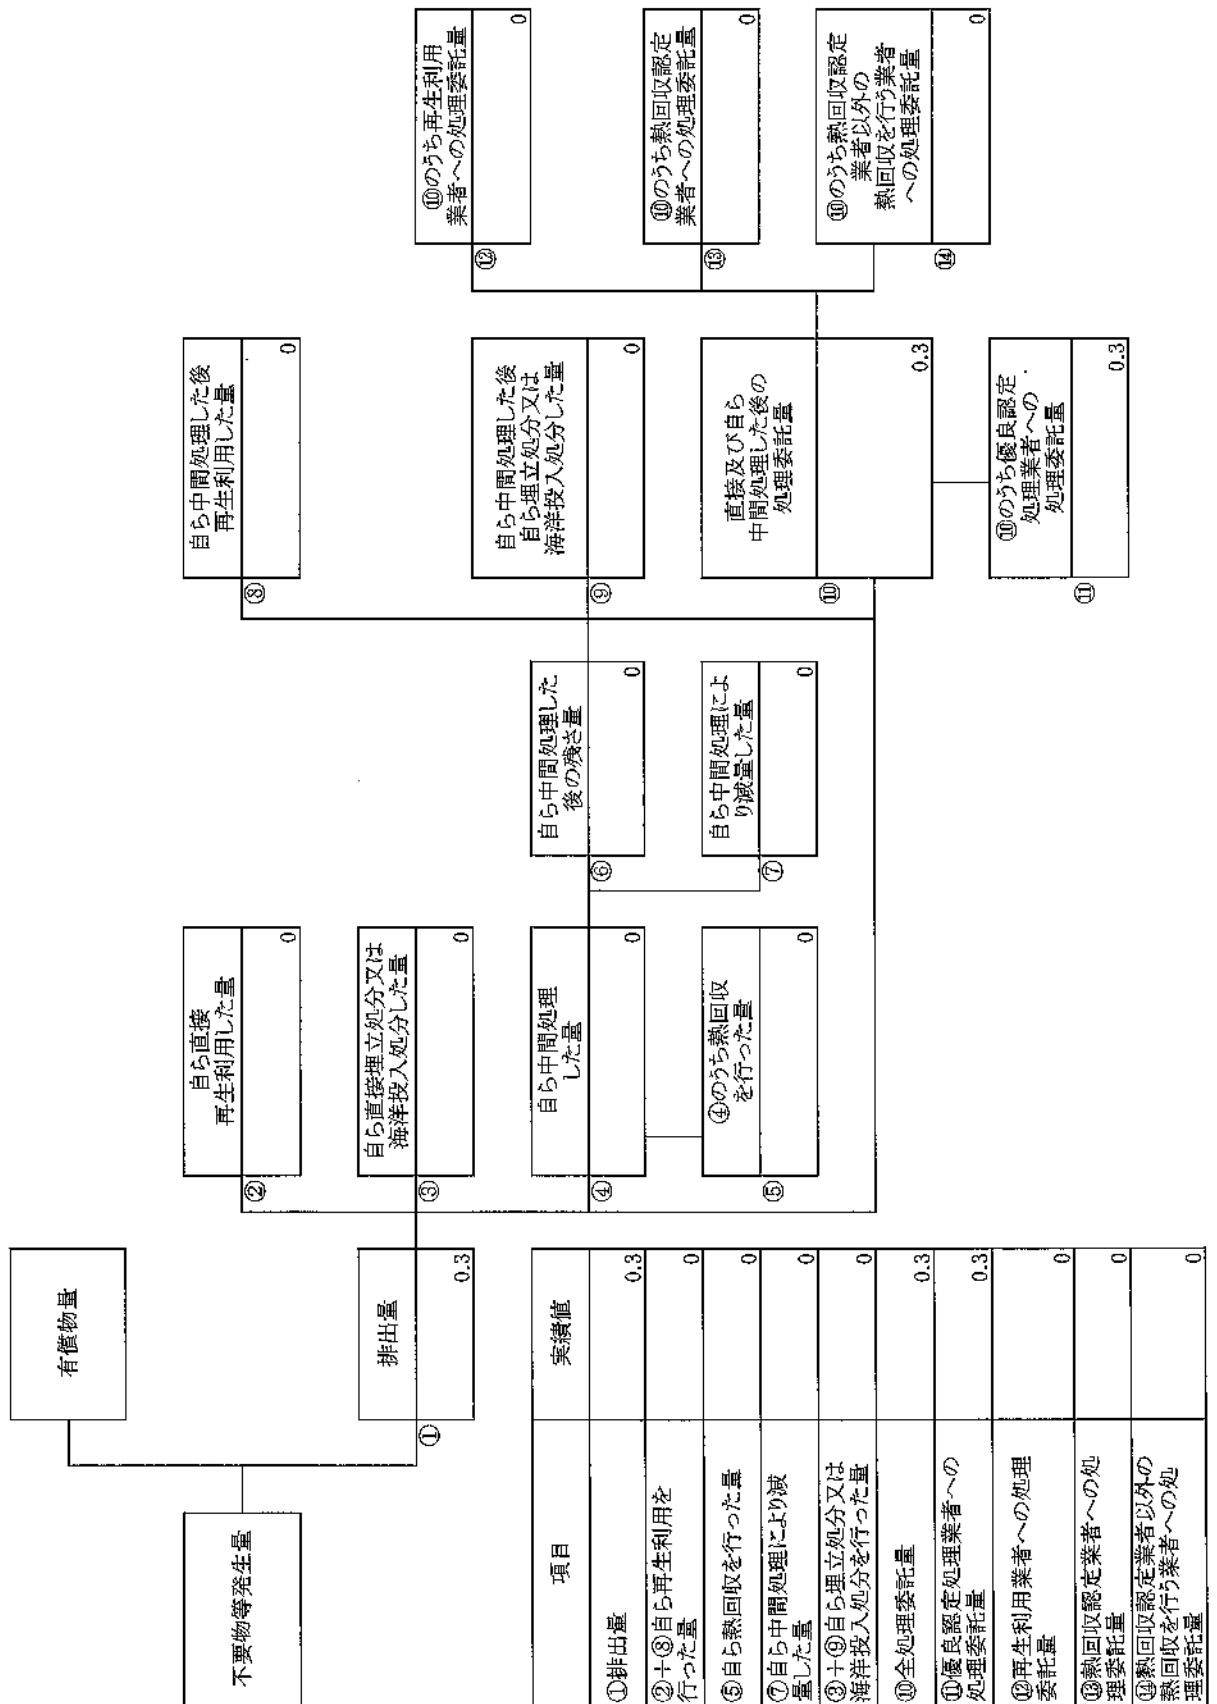 不要物等発生量
有償物量
①
排出量
0.3
②
自ら直接
再生利用した量
0
③
自ら直接埋立処分又は
海洋投入処分した量
0
④
自ら中間処理
した量
0
⑤
④のうち熱回収
を行った量
0
⑥
自ら中間処理した
後の残さ量
0
⑦
自ら中間処理によ
り減量した量
0
⑧
自ら中間処理した後
再生利用した量
0
⑨
自ら中間処理した後
自ら埋立処分又は
海洋投入処分した量
0
⑩
直接及び自ら
中間処理した後の
処理委託量
0.3
⑪
⑩のうち優良認定
処理業者への
処理委託量
0.3
⑫
⑩のうち再生利用
業者への処理委託量
0
⑬
⑩のうち熱回収認定
業者への処理委託量
0
⑭
⑩のうち熱回収認定
業者以外の
熱回収を行う業者
への処理委託量
0
項目 実績値
①排出量 0.3
②+⑧自ら再生利用を
行った量 0
⑤自ら熱回収を行った量 0
⑦自ら中間処理により減
量した量 0
③+⑨自ら埋立処分又は
海洋投入処分を行った量 0
⑩全処理委託量 0.3
⑪優良認定処理業者への
処理委託量 0.3
⑫再生利用業者への処理
委託量 0
⑬熱回収認定業者への処
理委託量 0
⑭熱回収認定業者以外の
熱回収を行う業者への処
理委託量 0